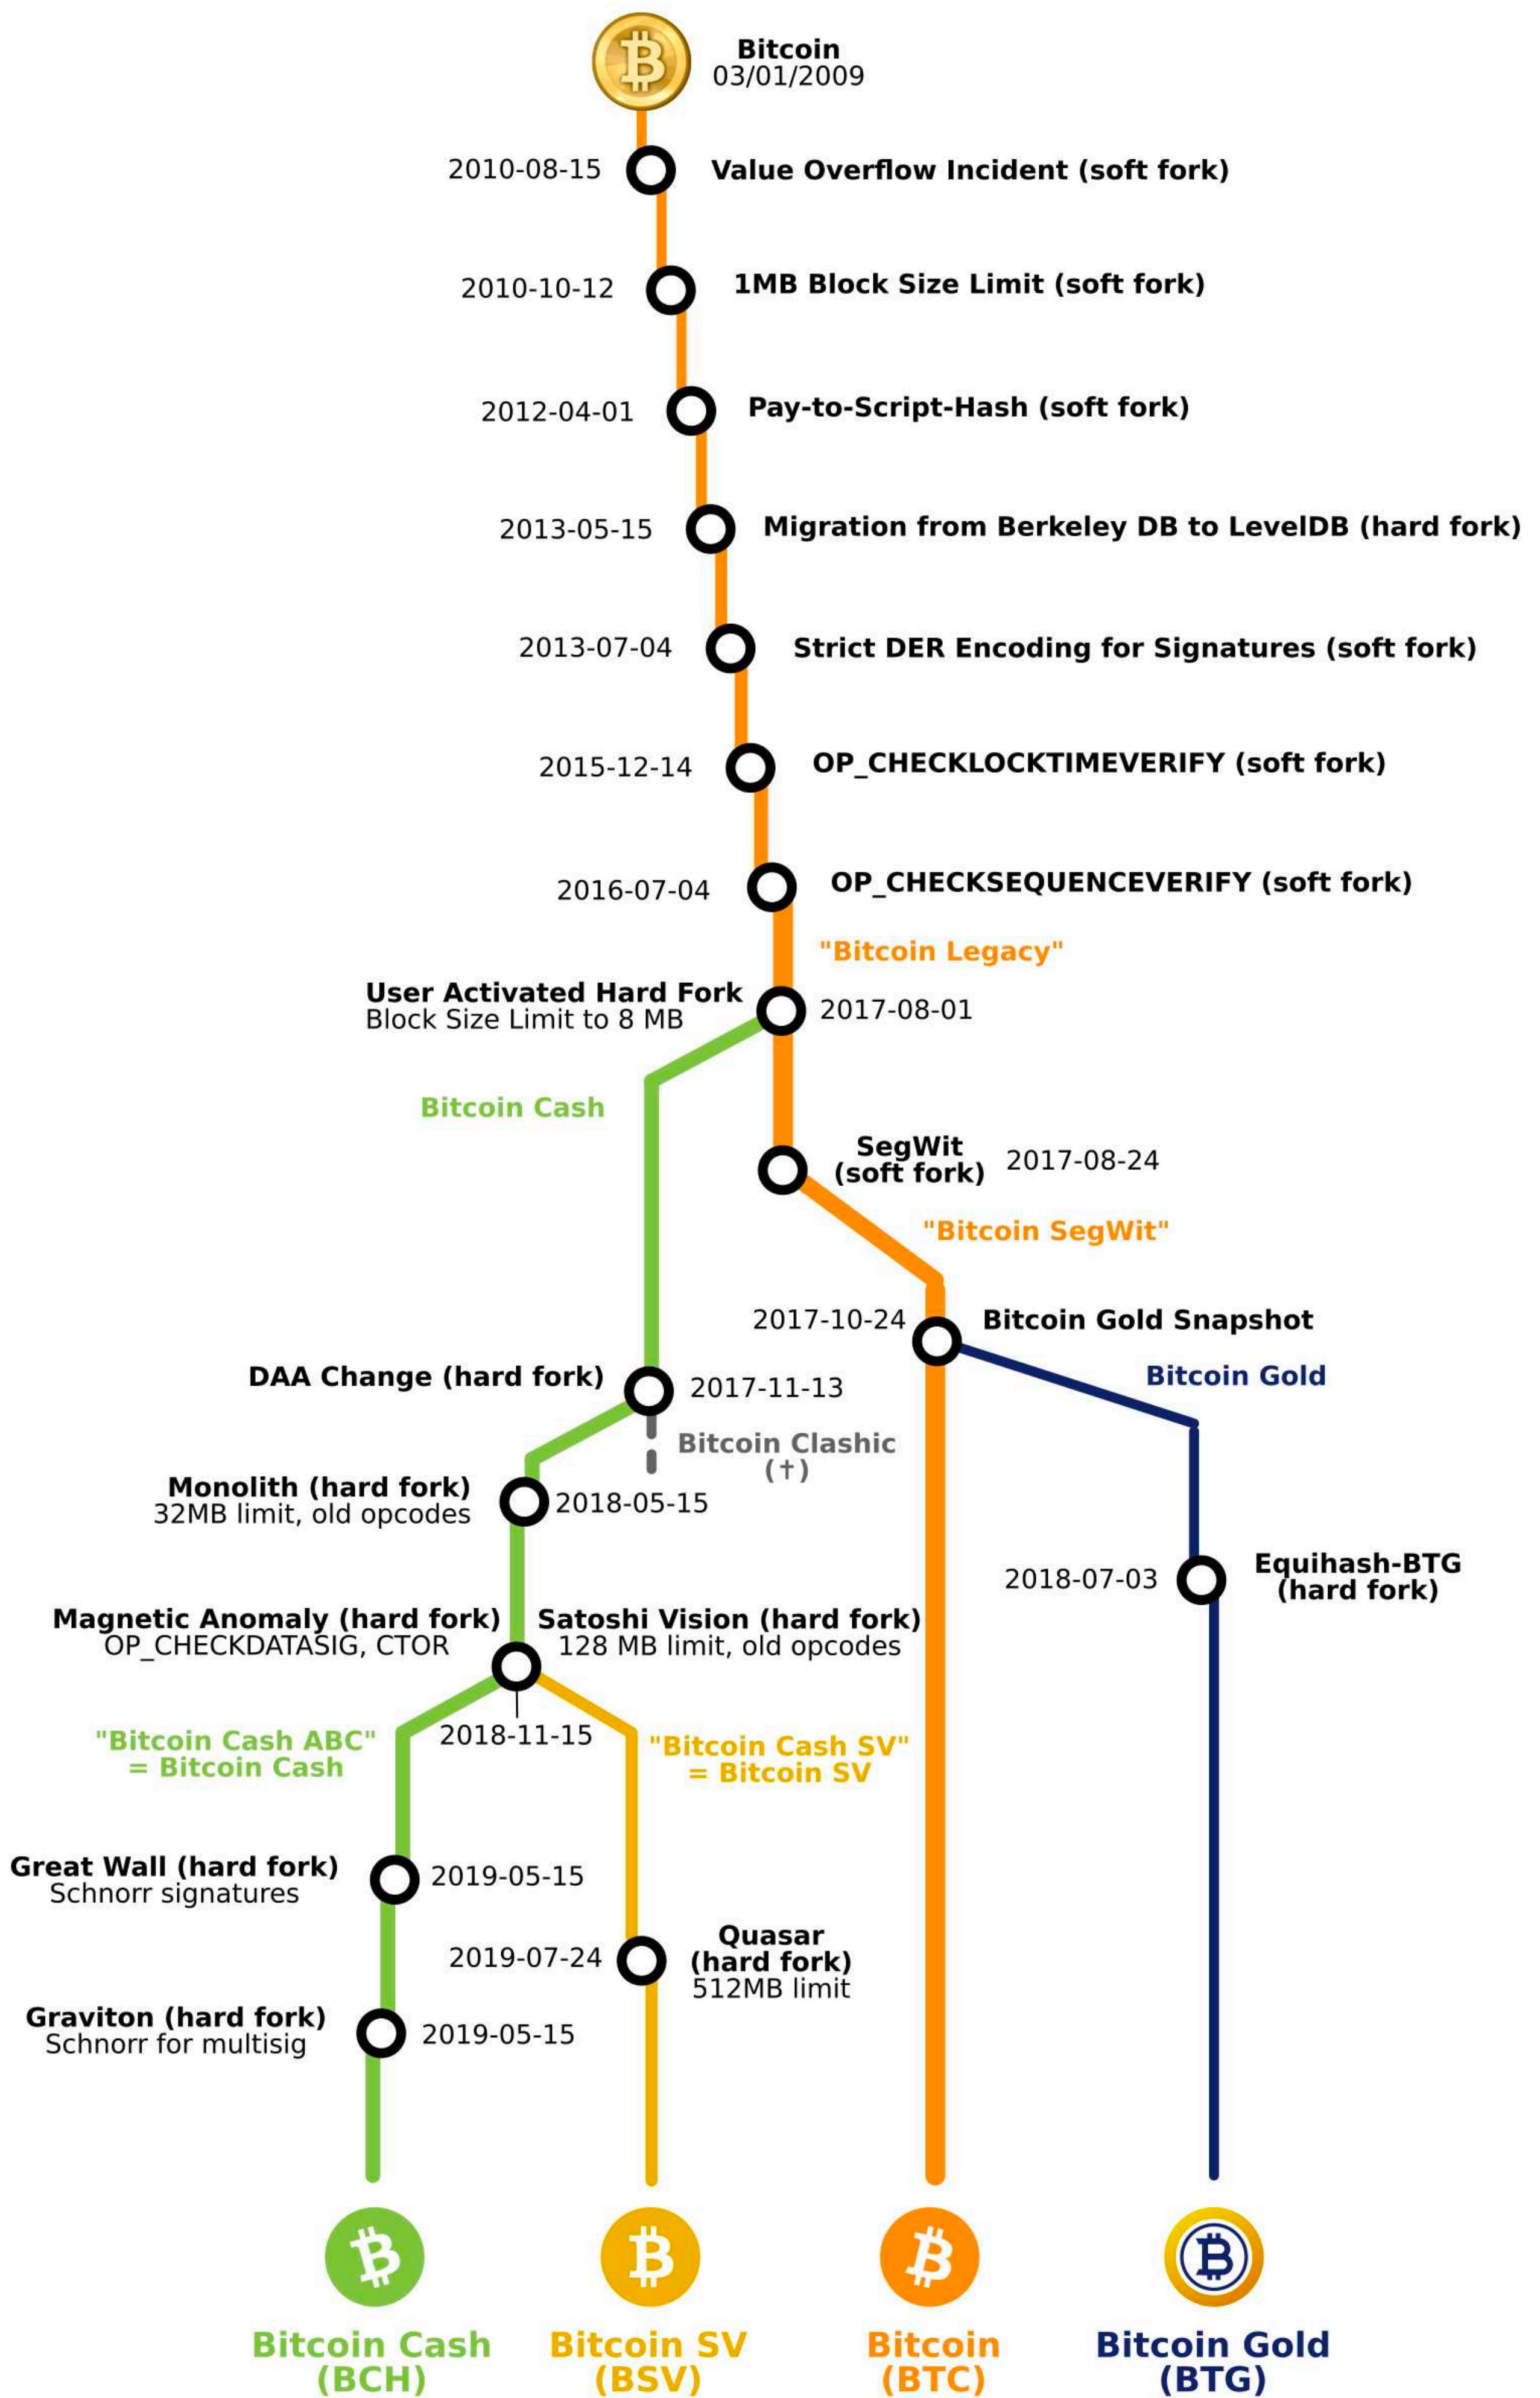 Bitcoin
03/01/2009
2010-08-15
Value Overflow Incident (soft fork)
2010-10-12
1MB Block Size Limit (soft fork)
2012-04-01
Pay-to-Script-Hash (soft fork)
2013-05-15
Migration from Berkeley DB to LevelDB (hard fork)
2013-07-04
Strict DER Encoding for Signatures (soft fork)
2015-12-14
OP_CHECKLOCKTIMEVERIFY (soft fork)
2016-07-04
OP_CHECKSEQUENCEVERIFY (soft fork)
"Bitcoin Legacy"
User Activated Hard Fork
Block Size Limit to 8 MB
2017-08-01
Bitcoin Cash
SegWit
(soft fork)
2017-08-24
"Bitcoin SegWit"
2017-10-24
Bitcoin Gold Snapshot
Bitcoin Gold
DAA Change (hard fork)
2017-11-13
Bitcoin Clashic
(✝)
Monolith (hard fork)
32MB limit, old opcodes
2018-05-15
2018-07-03
Equihash-BTG
(hard fork)
Magnetic Anomaly (hard fork)
OP_CHECKDATASIG, CTOR
Satoshi Vision (hard fork)
128 MB limit, old opcodes
2018-11-15
"Bitcoin Cash ABC"
= Bitcoin Cash
"Bitcoin Cash SV"
= Bitcoin SV
Great Wall (hard fork)
Schnorr signatures
2019-05-15
2019-07-24
Quasar
(hard fork)
512MB limit
Graviton (hard fork)
Schnorr for multisig
2019-05-15
Bitcoin Cash
(BCH)
Bitcoin SV
(BSV)
Bitcoin
(BTC)
Bitcoin Gold
(BTG)